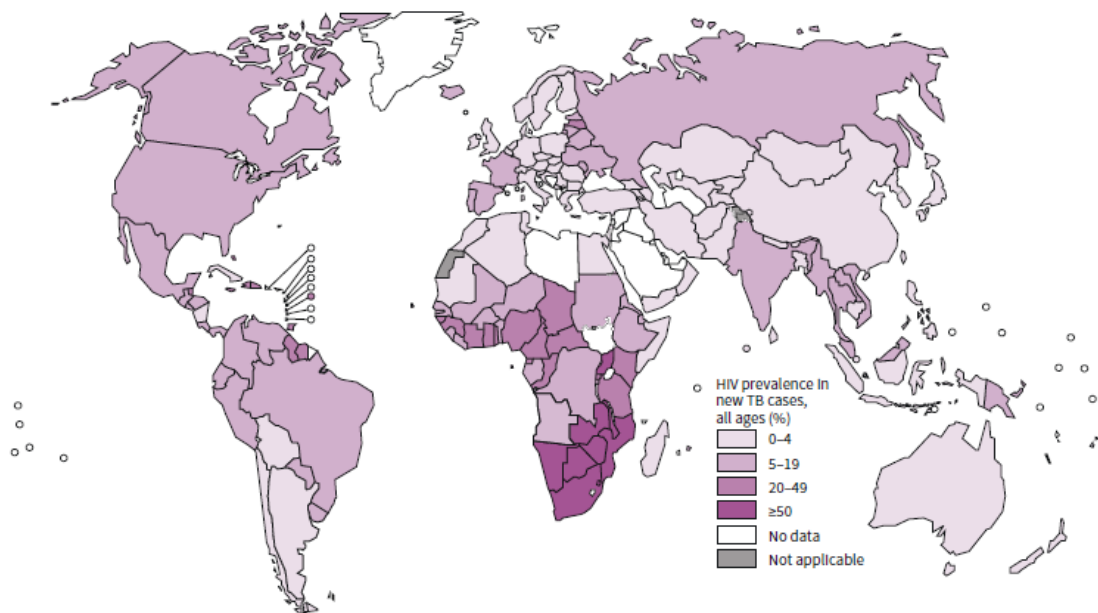 HIV prevalence in
new TB cases,
all ages (%)
0–4
5–19
20–49
≥50
No data
Not applicable